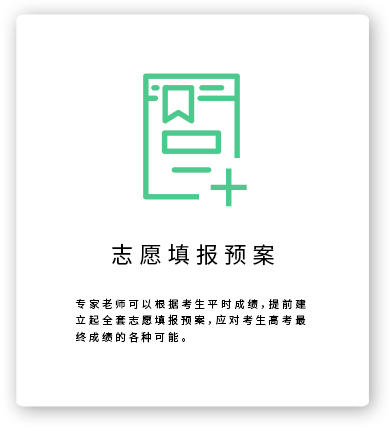 志愿填报预案
专家老师可以根据考生平时成绩，提前建
立起全套志愿填报预案，应对考生高考最
终成绩的各种可能。